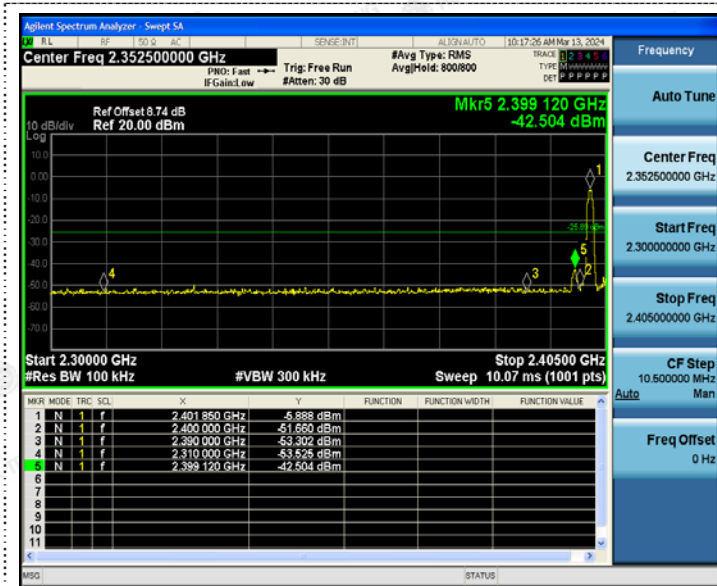 Agilent Spectrum Analyzer - Swept SA
RL RF 50 Ω AC SENSE:INT ALIGNAUTO 10:17:26 AM Mar 13, 2024
Center Freq 2.352500000 GHz
PNO: Fast
IFGain:Low
Trig: Free Run
#Atten: 30 dB
#Avg Type: RMS
Avg|Hold: 800/800
TRACE 1 2 3 4 5 6
TYPE M
DET P P P P P P
Mkr5 2.399 120 GHz
-42.504 dBm
Ref Offset 8.74 dB
10 dB/div Ref 20.00 dBm
Log
10.0
0.00
-10.0
-20.0
-30.0
-40.0
-50.0
-60.0
-70.0
1
5
4
3
2
Start 2.30000 GHz Stop 2.40500 GHz
#Res BW 100 kHz #VBW 300 kHz Sweep 10.07 ms (1001 pts)
MKR MODE TRC SCL X Y FUNCTION FUNCTION WIDTH FUNCTION VALUE
1 N 1 f 2.401 850 GHz -5.888 dBm
2 N 1 f 2.400 000 GHz -51.660 dBm
3 N 1 f 2.390 000 GHz -53.302 dBm
4 N 1 f 2.310 000 GHz -53.525 dBm
5 N 1 f 2.399 120 GHz -42.504 dBm
6
7
8
9
10
11
MSG STATUS
Frequency
Auto Tune
Center Freq
2.352500000 GHz
Start Freq
2.300000000 GHz
Stop Freq
2.405000000 GHz
CF Step
10.500000 MHz
Auto Man
Freq Offset
0 Hz